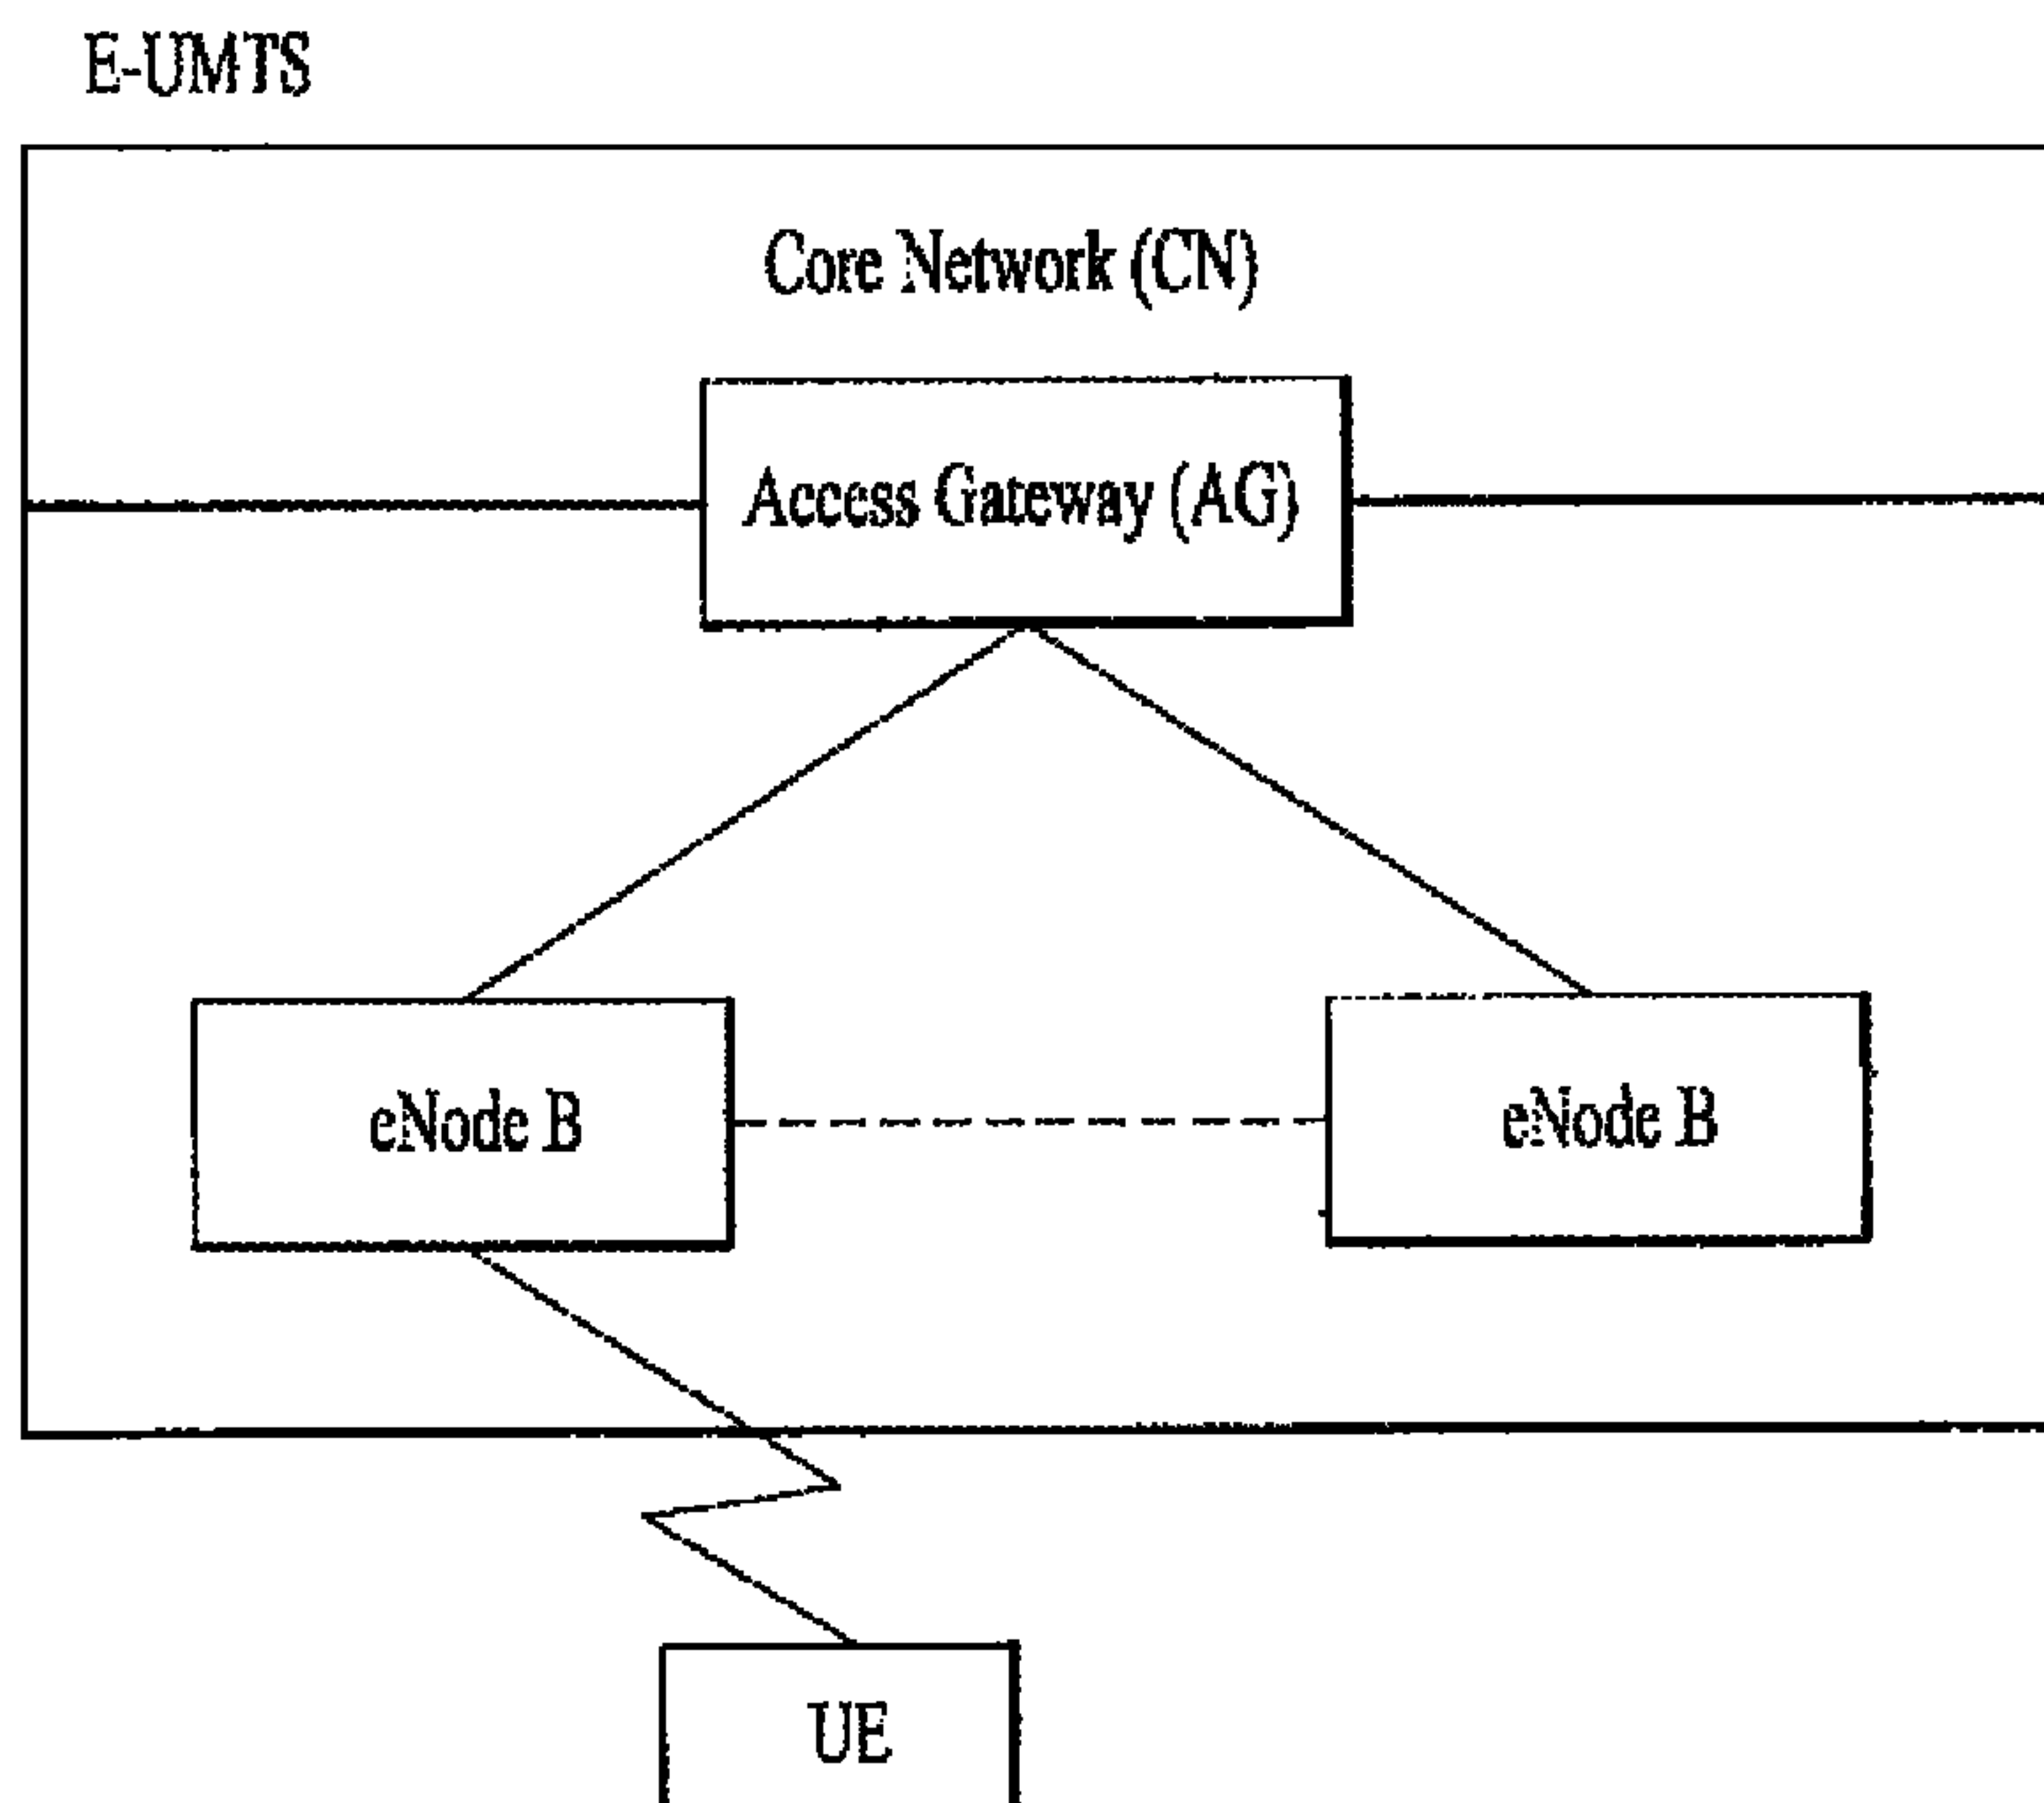 E-UMTS
Core Network (CN)
Access Gateway (AG)
eNode B
eNode B
UE